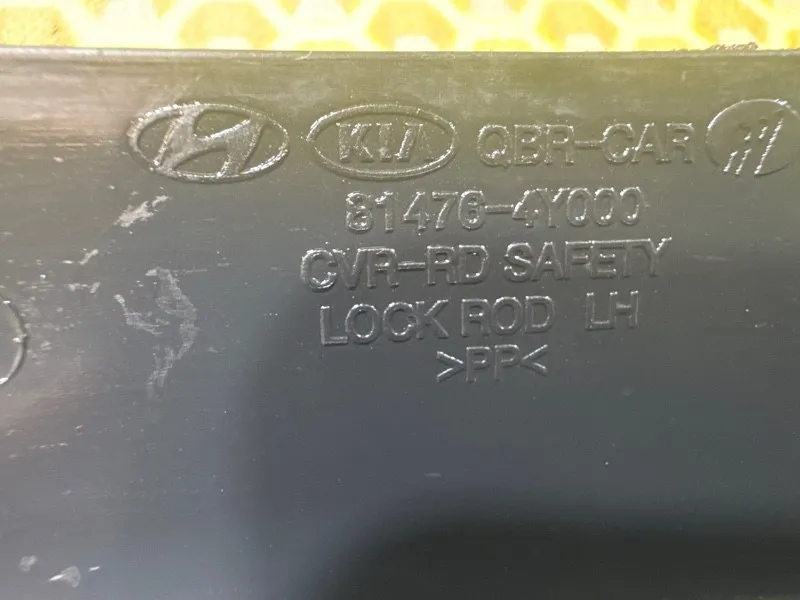 KIA QBR-CAR
81476-4Y000
CVR-RD SAFETY
LOCK ROD LH
>PP<